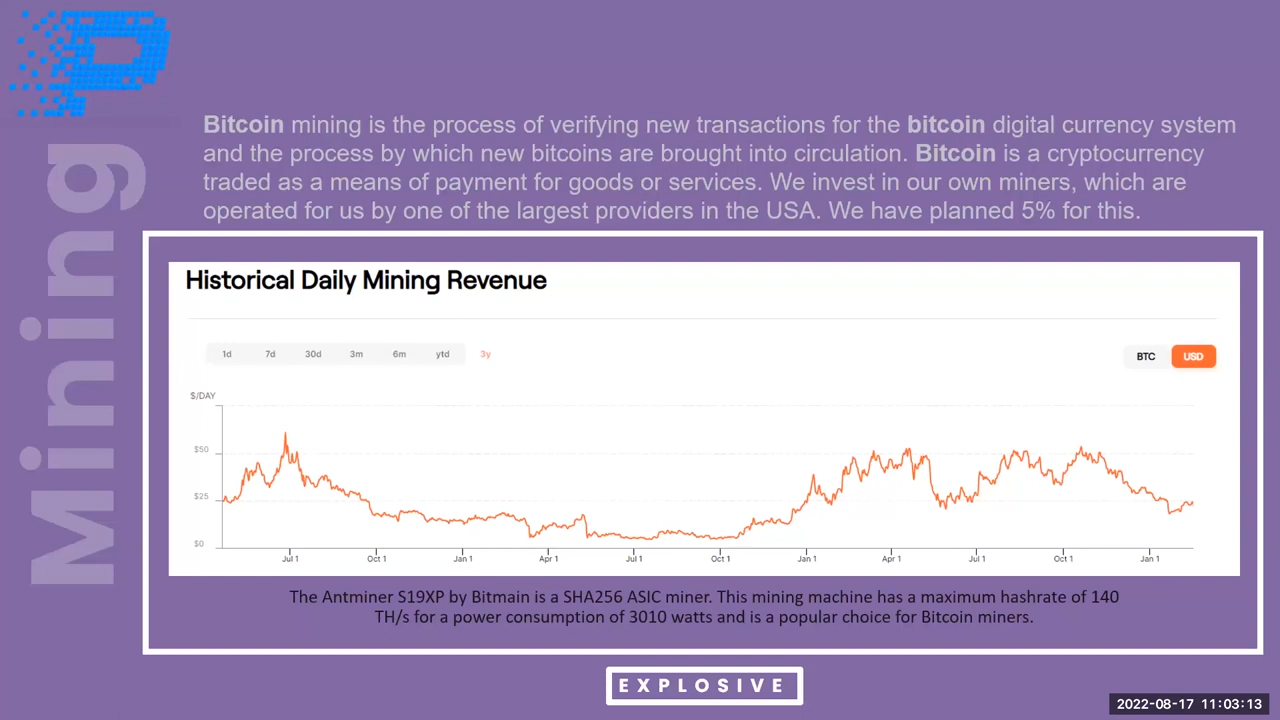 Bitcoin mining is the process of verifying new transactions for the bitcoin digital currency system
and the process by which new bitcoins are brought into circulation. Bitcoin is a cryptocurrency
traded as a means of payment for goods or services. We invest in our own miners, which are
operated for us by one of the largest providers in the USA. We have planned 5% for this.
Mining
Historical Daily Mining Revenue
1d 7d 30d 3m 6m ytd 3y
BTC USD
$/DAY
$50
$25
$0
Jul 1 Oct 1 Jan 1 Apr 1 Jul 1 Oct 1 Jan 1 Apr 1 Jul 1 Oct 1 Jan 1
The Antminer S19XP by Bitmain is a SHA256 ASIC miner. This mining machine has a maximum hashrate of 140
TH/s for a power consumption of 3010 watts and is a popular choice for Bitcoin miners.
EXPLOSIVE
2022-08-17 11:03:13